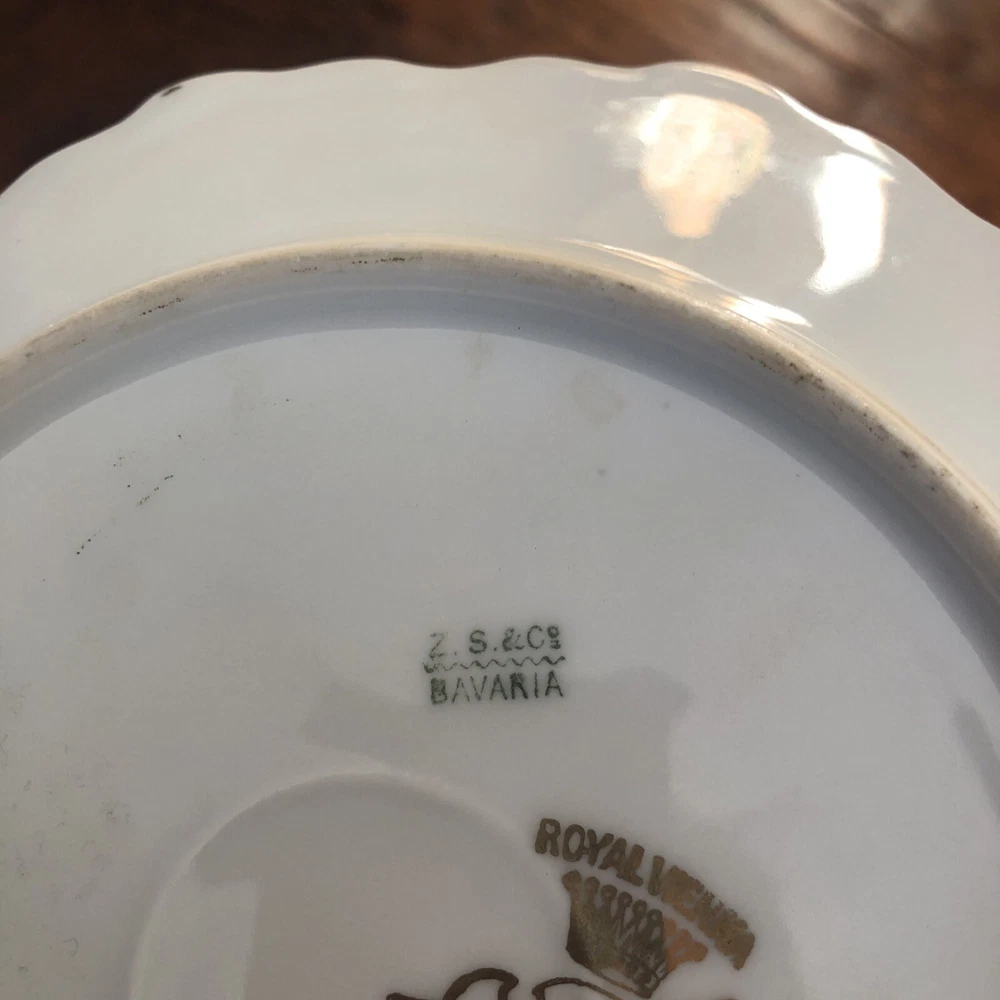 Z. S. & Cº
BAVARIA
ROYAL VIENNA